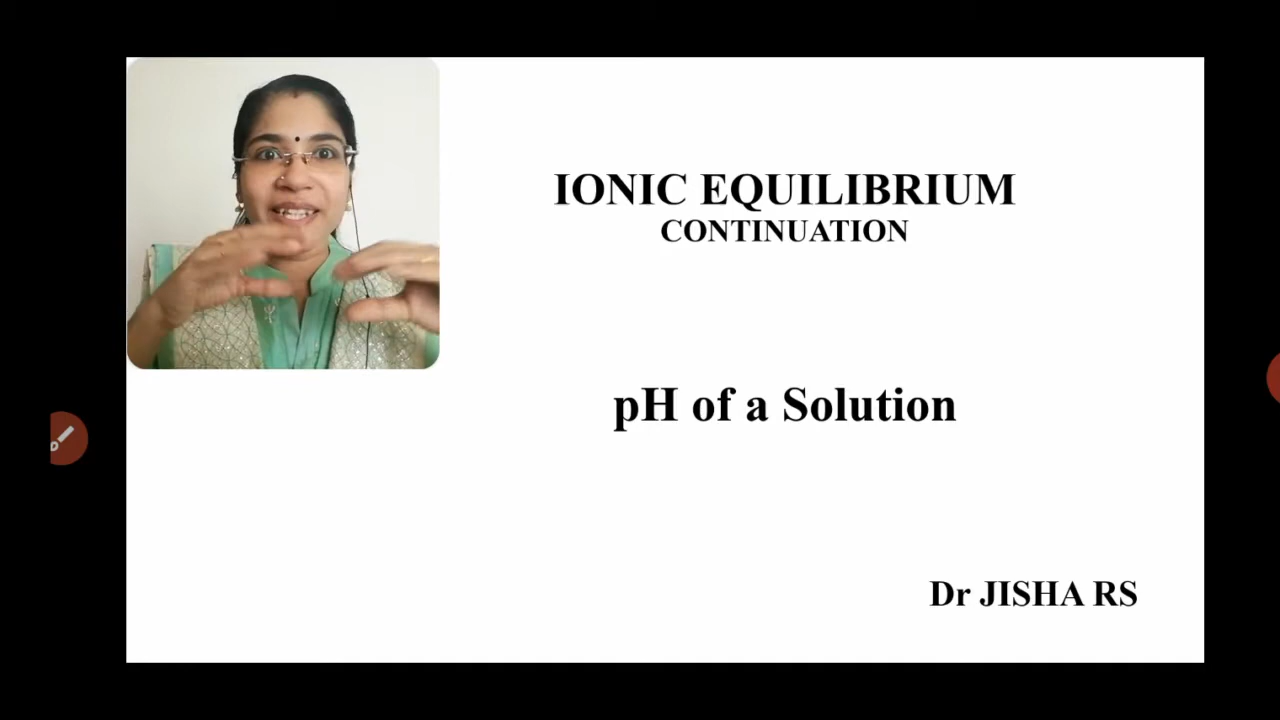 IONIC EQUILIBRIUM
CONTINUATION
pH of a Solution
Dr JISHA RS